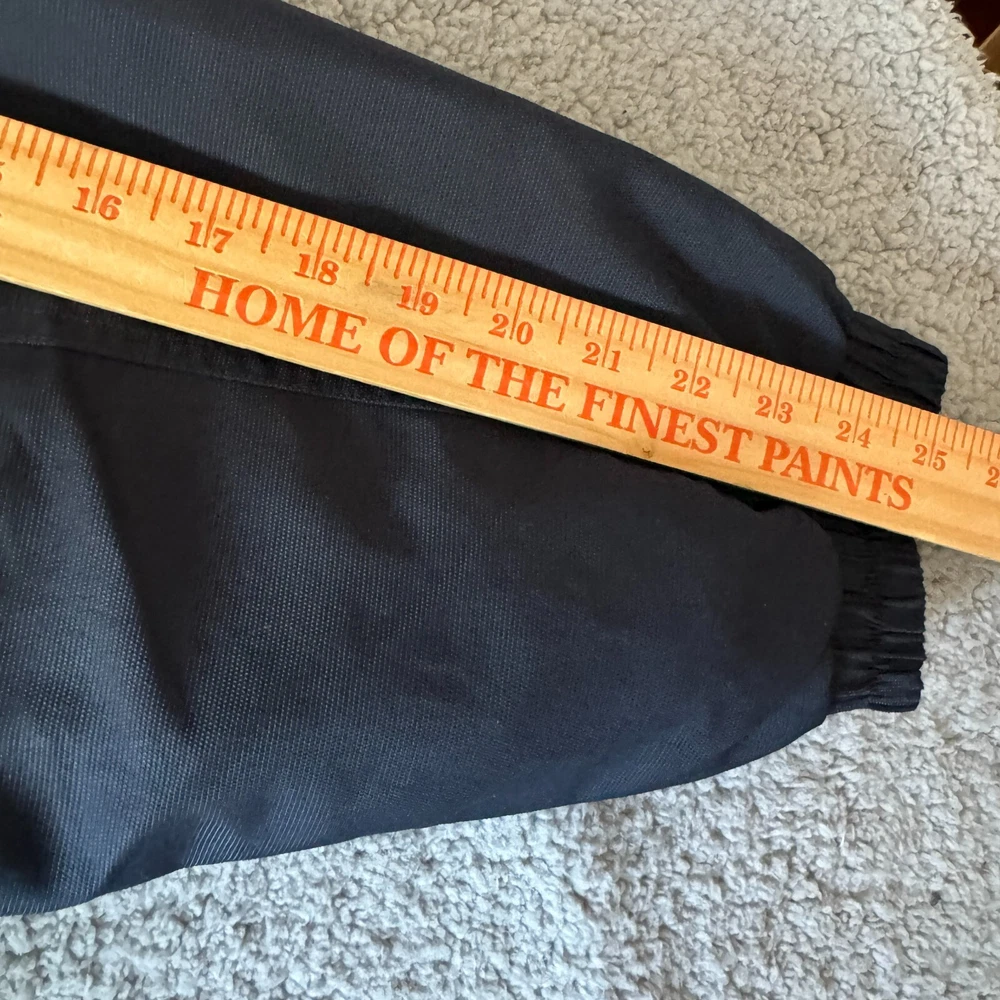 16 17 18 19 20 21 22 23 24 25
HOME OF THE FINEST PAINTS